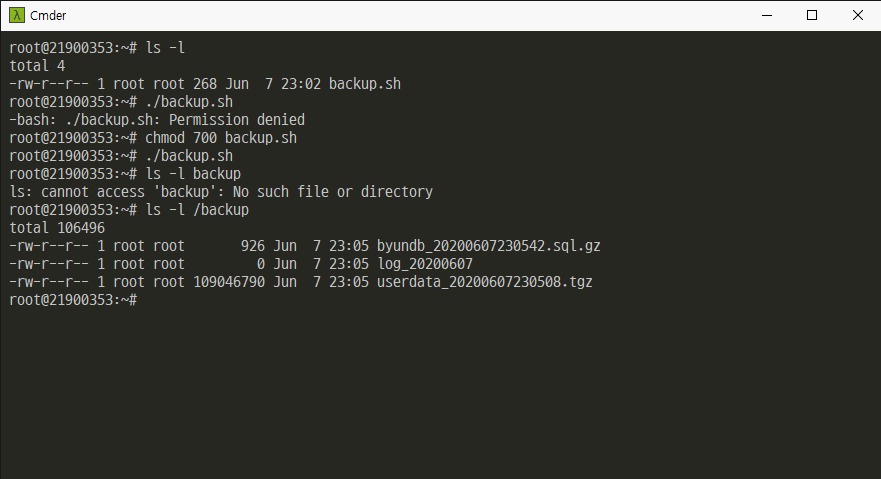 λ Cmder
root@21900353:~# ls -l
total 4
-rw-r--r-- 1 root root 268 Jun  7 23:02 backup.sh
root@21900353:~# ./backup.sh
-bash: ./backup.sh: Permission denied
root@21900353:~# chmod 700 backup.sh
root@21900353:~# ./backup.sh
root@21900353:~# ls -l backup
ls: cannot access 'backup': No such file or directory
root@21900353:~# ls -l /backup
total 106496
-rw-r--r-- 1 root root       926 Jun  7 23:05 byundb_20200607230542.sql.gz
-rw-r--r-- 1 root root         0 Jun  7 23:05 log_20200607
-rw-r--r-- 1 root root 109046790 Jun  7 23:05 userdata_20200607230508.tgz
root@21900353:~#